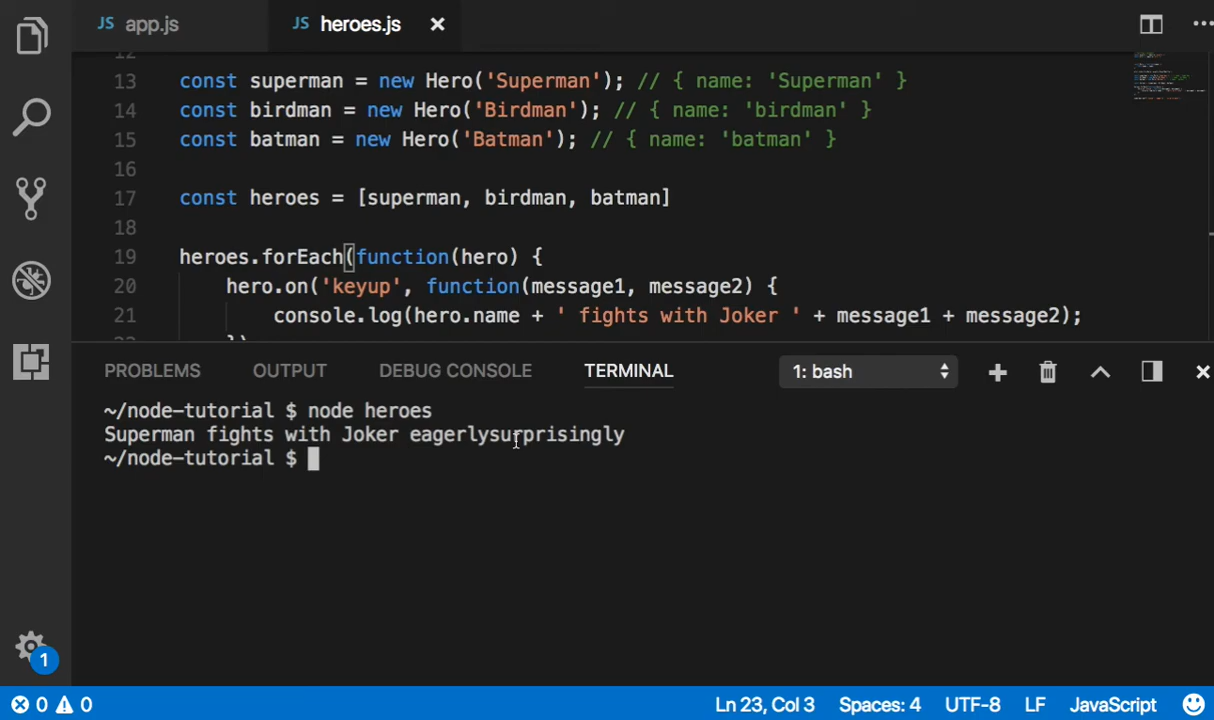 JS app.js JS heroes.js
12
13 const superman = new Hero('Superman'); // { name: 'Superman' }
14 const birdman = new Hero('Birdman'); // { name: 'birdman' }
15 const batman = new Hero('Batman'); // { name: 'batman' }
16
17 const heroes = [superman, birdman, batman]
18
19 heroes.forEach(function(hero) {
20 hero.on('keyup', function(message1, message2) {
21 console.log(hero.name + ' fights with Joker ' + message1 + message2);
22 })
PROBLEMS OUTPUT DEBUG CONSOLE TERMINAL 1: bash
~/node-tutorial $ node heroes
Superman fights with Joker eagerlysurprisingly
~/node-tutorial $
1
0 0 Ln 23, Col 3 Spaces: 4 UTF-8 LF JavaScript